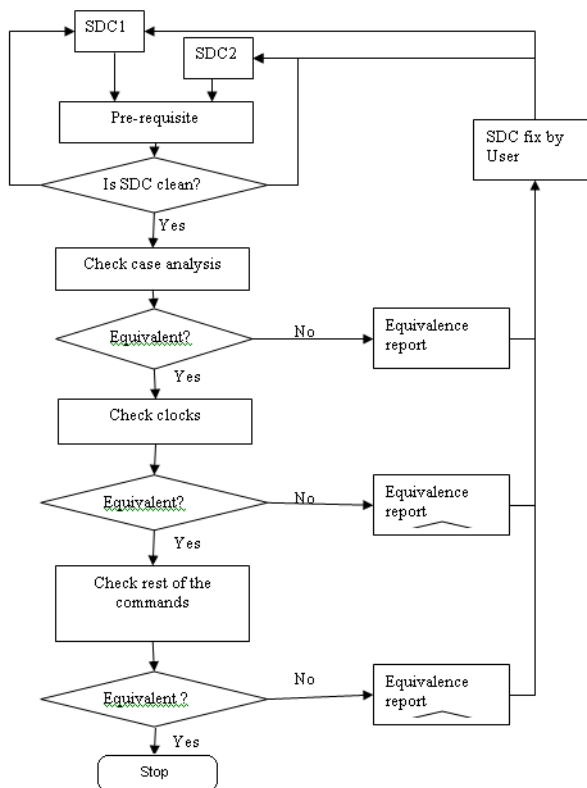 SDC1
SDC2
Pre-requisite
SDC fix by
User
Is SDC clean?
Yes
Check case analysis
Equivalent?
No
Equivalence
report
Yes
Check clocks
Equivalent?
No
Equivalence
report
Yes
Check rest of the
commands
Equivalent ?
No
Equivalence
report
Yes
Stop